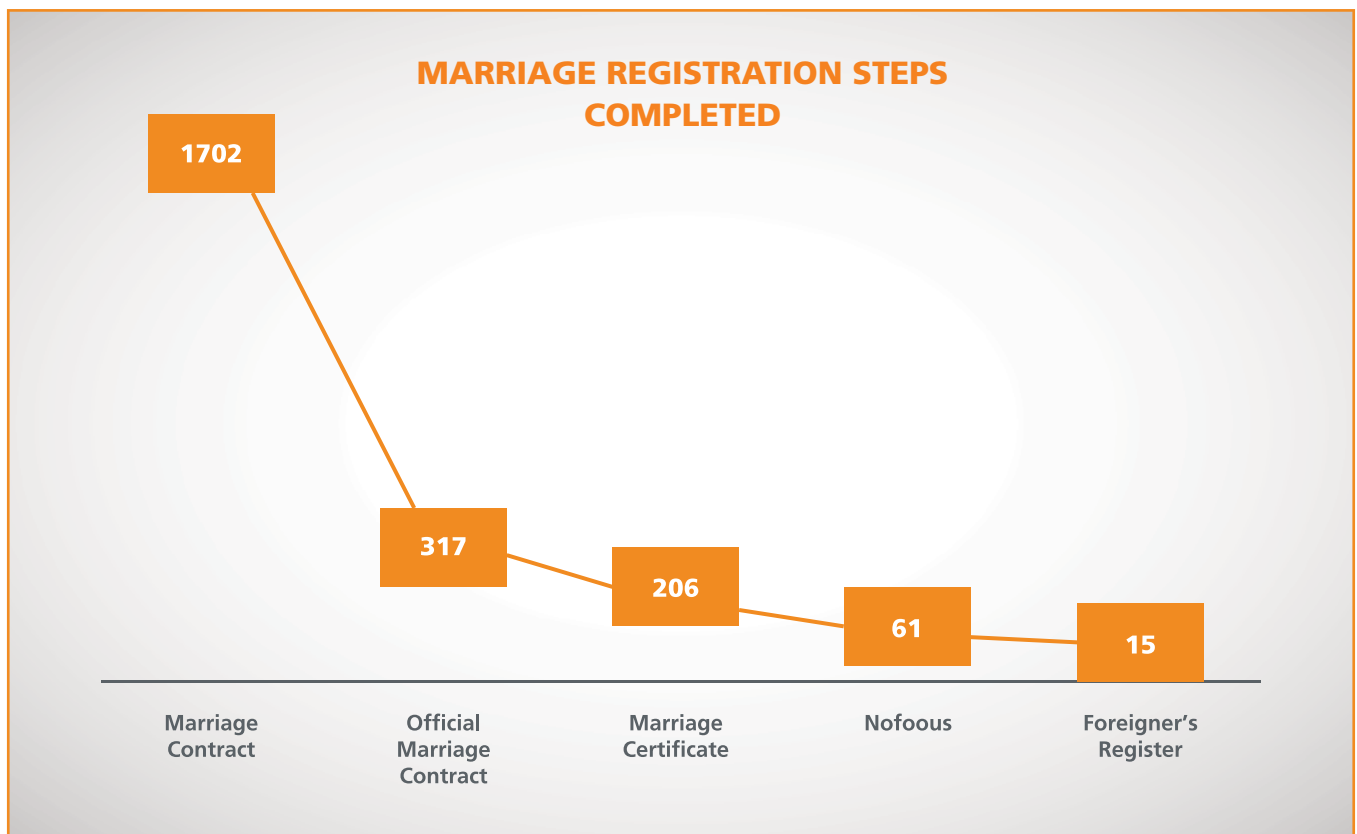 MARRIAGE REGISTRATION STEPS
COMPLETED
1702
317
206
61
15
Marriage
Contract
Official
Marriage
Contract
Marriage
Certificate
Nofoous
Foreigner’s
Register